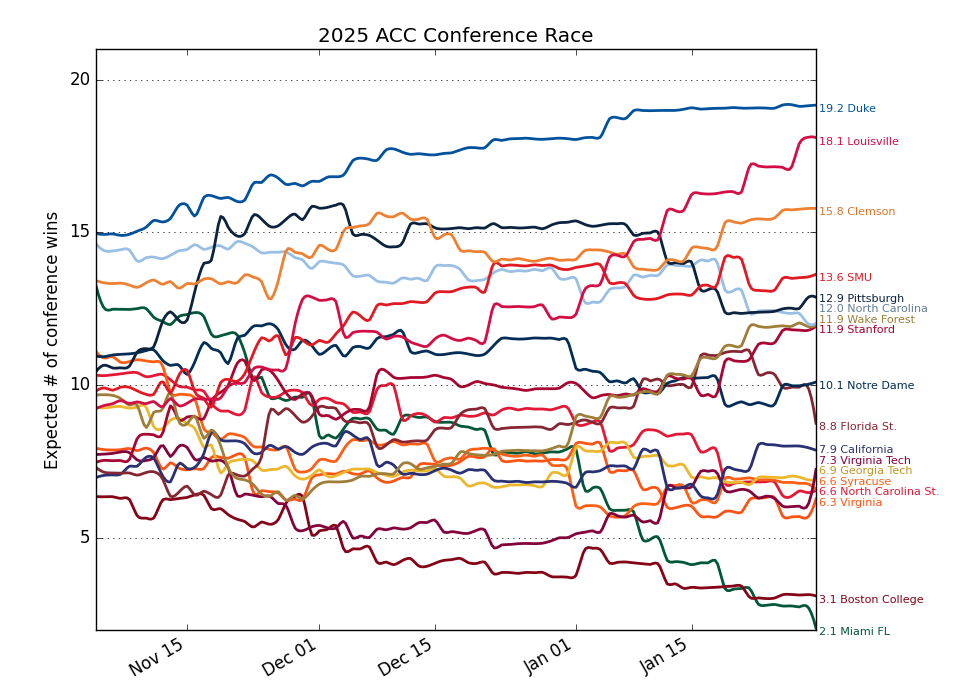 2025 ACC Conference Race
Expected # of conference wins
20
15
10
5
Nov 15
Dec 01
Dec 15
Jan 01
Jan 15
19.2 Duke
18.1 Louisville
15.8 Clemson
13.6 SMU
12.9 Pittsburgh
12.0 North Carolina
11.9 Wake Forest
11.9 Stanford
10.1 Notre Dame
8.8 Florida St.
7.9 California
7.3 Virginia Tech
6.9 Georgia Tech
6.6 Syracuse
6.6 North Carolina St.
6.3 Virginia
3.1 Boston College
2.1 Miami FL